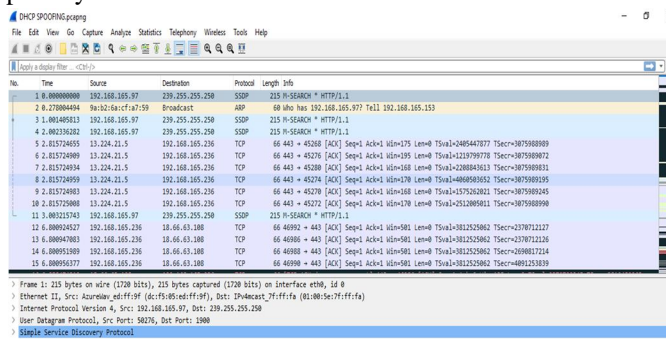 DHCP SPOOFING.pcapng
File Edit View Go Capture Analyze Statistics Telephony Wireless Tools Help
Apply a display filter ... <Ctrl-/>
No. Time Source Destination Protocol Length Info
1 0.000000000 192.168.165.97 239.255.255.250 SSDP 215 M-SEARCH * HTTP/1.1
2 0.278004494 9a:b2:6a:cf:a7:59 Broadcast ARP 60 Who has 192.168.165.97? Tell 192.168.165.153
3 1.001405813 192.168.165.97 239.255.255.250 SSDP 215 M-SEARCH * HTTP/1.1
4 2.002336282 192.168.165.97 239.255.255.250 SSDP 215 M-SEARCH * HTTP/1.1
5 2.815724655 13.224.21.5 192.168.165.236 TCP 66 443 → 45268 [ACK] Seq=1 Ack=1 Win=175 Len=0 TSval=2405447877 TSecr=3075988989
6 2.815724909 13.224.21.5 192.168.165.236 TCP 66 443 → 45276 [ACK] Seq=1 Ack=1 Win=195 Len=0 TSval=1219799778 TSecr=3075989072
7 2.815724934 13.224.21.5 192.168.165.236 TCP 66 443 → 45280 [ACK] Seq=1 Ack=1 Win=168 Len=0 TSval=2208843613 TSecr=3075989831
8 2.815724959 13.224.21.5 192.168.165.236 TCP 66 443 → 45274 [ACK] Seq=1 Ack=1 Win=170 Len=0 TSval=4060503652 TSecr=3075989195
9 2.815724983 13.224.21.5 192.168.165.236 TCP 66 443 → 45270 [ACK] Seq=1 Ack=1 Win=168 Len=0 TSval=1575262021 TSecr=3075989245
10 2.815725008 13.224.21.5 192.168.165.236 TCP 66 443 → 45272 [ACK] Seq=1 Ack=1 Win=170 Len=0 TSval=2512005011 TSecr=3075988990
11 3.003215743 192.168.165.97 239.255.255.250 SSDP 215 M-SEARCH * HTTP/1.1
12 6.800924527 192.168.165.236 18.66.63.108 TCP 66 46992 → 443 [ACK] Seq=1 Ack=1 Win=501 Len=0 TSval=3812525062 TSecr=2370712127
13 6.800947083 192.168.165.236 18.66.63.108 TCP 66 46986 → 443 [ACK] Seq=1 Ack=1 Win=501 Len=0 TSval=3812525062 TSecr=2370712126
14 6.800951989 192.168.165.236 18.66.63.108 TCP 66 46988 → 443 [ACK] Seq=1 Ack=1 Win=501 Len=0 TSval=3812525062 TSecr=2690817214
15 6.800956377 192.168.165.236 18.66.63.108 TCP 66 46990 → 443 [ACK] Seq=1 Ack=1 Win=501 Len=0 TSval=3812525062 TSecr=4091253839
> Frame 1: 215 bytes on wire (1720 bits), 215 bytes captured (1720 bits) on interface eth0, id 0
> Ethernet II, Src: AzureWav_ed:ff:9f (dc:f5:05:ed:ff:9f), Dst: IPv4mcast_7f:ff:fa (01:00:5e:7f:ff:fa)
> Internet Protocol Version 4, Src: 192.168.165.97, Dst: 239.255.255.250
> User Datagram Protocol, Src Port: 50276, Dst Port: 1900
> Simple Service Discovery Protocol